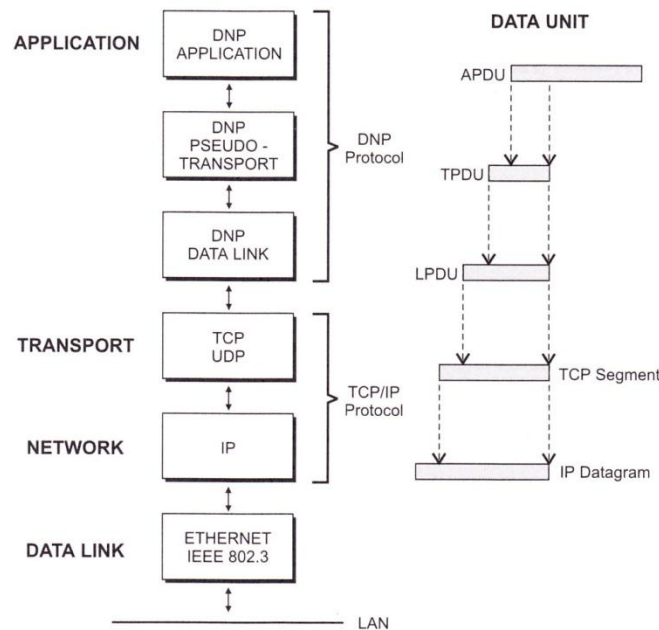 DATA UNIT
APPLICATION
DNP
APPLICATION
APDU
DNP
PSEUDO -
TRANSPORT
DNP
Protocol
TPDU
DNP
DATA LINK
LPDU
TRANSPORT
TCP
UDP
TCP Segment
TCP/IP
Protocol
NETWORK
IP
IP Datagram
DATA LINK
ETHERNET
IEEE 802.3
LAN